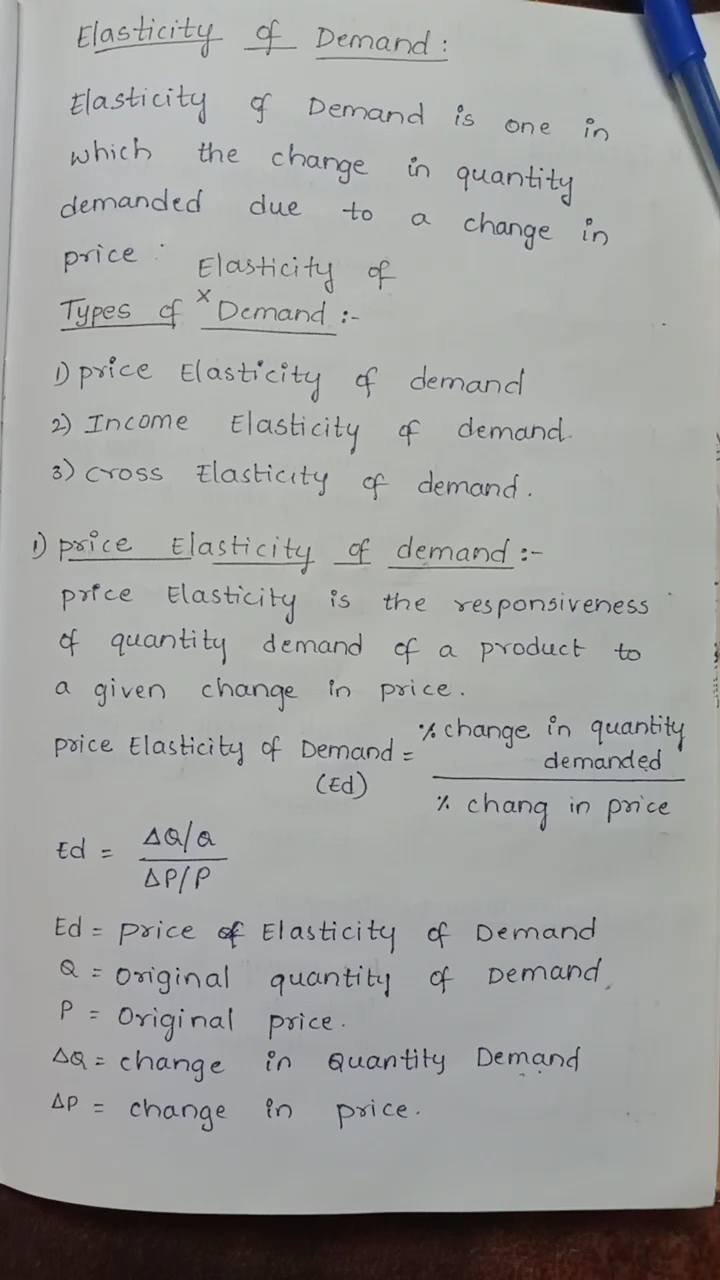 Elasticity of Demand :
Elasticity of Demand is one in
which the change in quantity
demanded due to a change in
price .
Elasticity of
Types of x Demand :-
1) price Elasticity of demand
2) Income Elasticity of demand.
3) cross Elasticity of demand.
1) price Elasticity of demand :-
price Elasticity is the responsiveness
of quantity demand of a product to
a given change in price.
price Elasticity of Demand = % change in quantity
demanded
(Ed)
% chang in price
Ed = ΔQ/Q
ΔP/P
Ed = price of Elasticity of Demand
Q = Original quantity of Demand,
P = Original price.
ΔQ = change in Quantity Demand
ΔP = change in price.